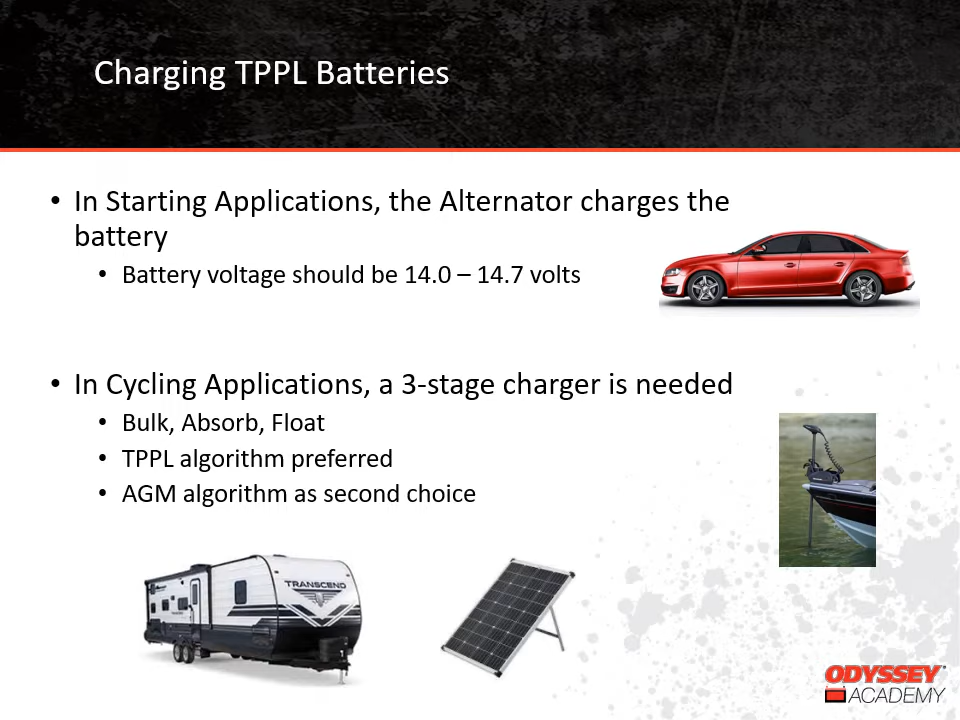 Charging TPPL Batteries
• In Starting Applications, the Alternator charges the
battery
• Battery voltage should be 14.0 – 14.7 volts
• In Cycling Applications, a 3-stage charger is needed
• Bulk, Absorb, Float
• TPPL algorithm preferred
• AGM algorithm as second choice
TRANSCEND
ODYSSEY
ACADEMY